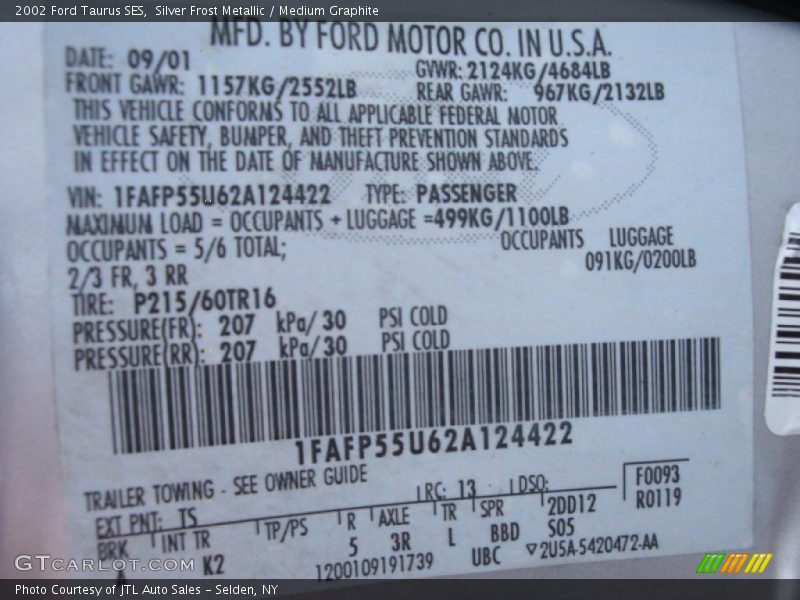 2002 Ford Taurus SES, Silver Frost Metallic / Medium Graphite
MFD. BY FORD MOTOR CO. IN U.S.A.
DATE: 09/01 GVWR: 2124KG/4684LB
FRONT GAWR: 1157KG/2552LB REAR GAWR: 967KG/2132LB
THIS VEHICLE CONFORMS TO ALL APPLICABLE FEDERAL MOTOR
VEHICLE SAFETY, BUMPER, AND THEFT PREVENTION STANDARDS
IN EFFECT ON THE DATE OF MANUFACTURE SHOWN ABOVE.
VIN: 1FAFP55U62A124422 TYPE: PASSENGER
MAXIMUM LOAD = OCCUPANTS + LUGGAGE =499KG/1100LB
OCCUPANTS = 5/6 TOTAL; OCCUPANTS LUGGAGE
2/3 FR, 3 RR 091KG/0200LB
TIRE: P215/60TR16
PRESSURE(FR): 207 kPa/ 30 PSI COLD
PRESSURE(RR): 207 kPa/ 30 PSI COLD
1FAFP55U62A124422
TRAILER TOWING - SEE OWNER GUIDE
EXT PNT: TS RC: 13 DSO: F0093
BRK INT TR TP/PS R AXLE TR SPR 2DD12 R0119
K2 5 3R L BBD S05
1200109191739 UBC ▽2U5A-5420472-AA
GTCARLOT.COM
Photo Courtesy of JTL Auto Sales - Selden, NY